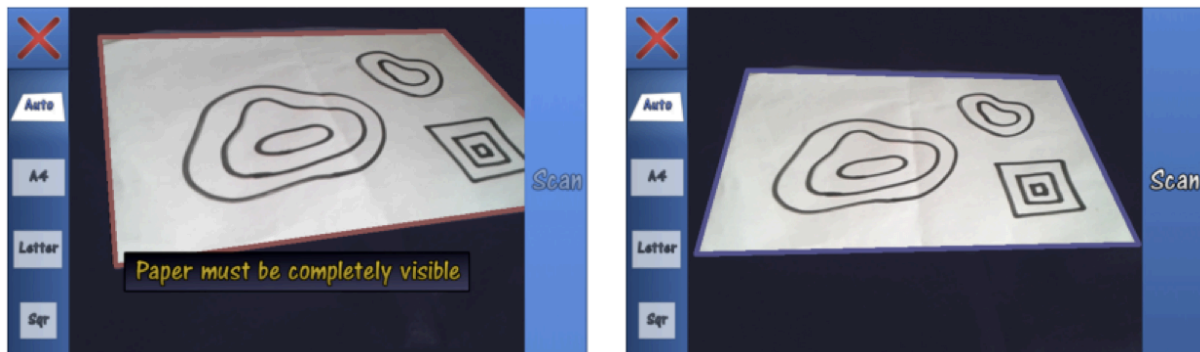 Auto
A4
Letter
Sqr
Scan
Paper must be completely visible
Auto
A4
Letter
Sqr
Scan